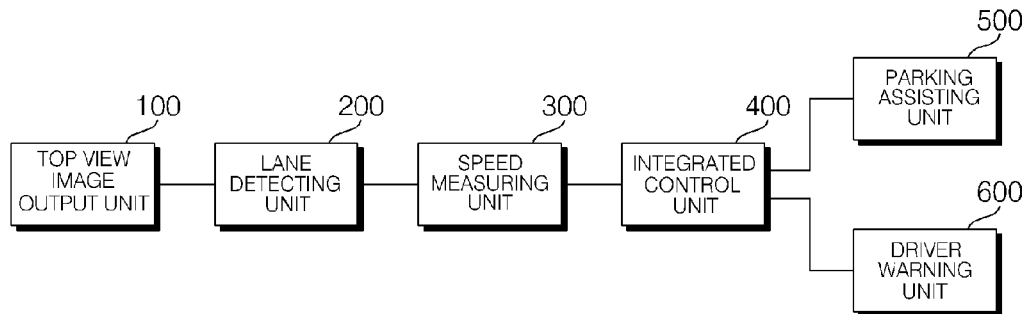 100
TOP VIEW
IMAGE
OUTPUT UNIT
200
LANE
DETECTING
UNIT
300
SPEED
MEASURING
UNIT
400
INTEGRATED
CONTROL
UNIT
500
PARKING
ASSISTING
UNIT
600
DRIVER
WARNING
UNIT